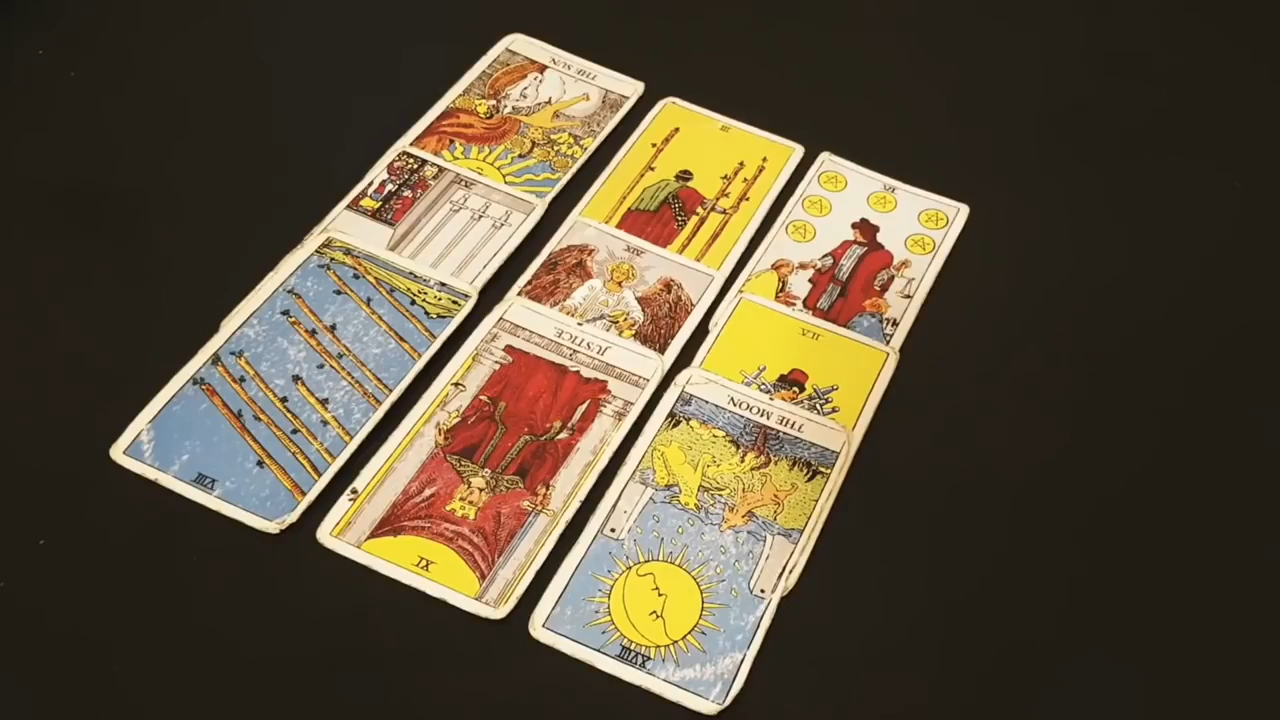 THE SUN.
III
VI
IV
XIV
VII
VIII
JUSTICE.
XI
THE MOON.
XVIII